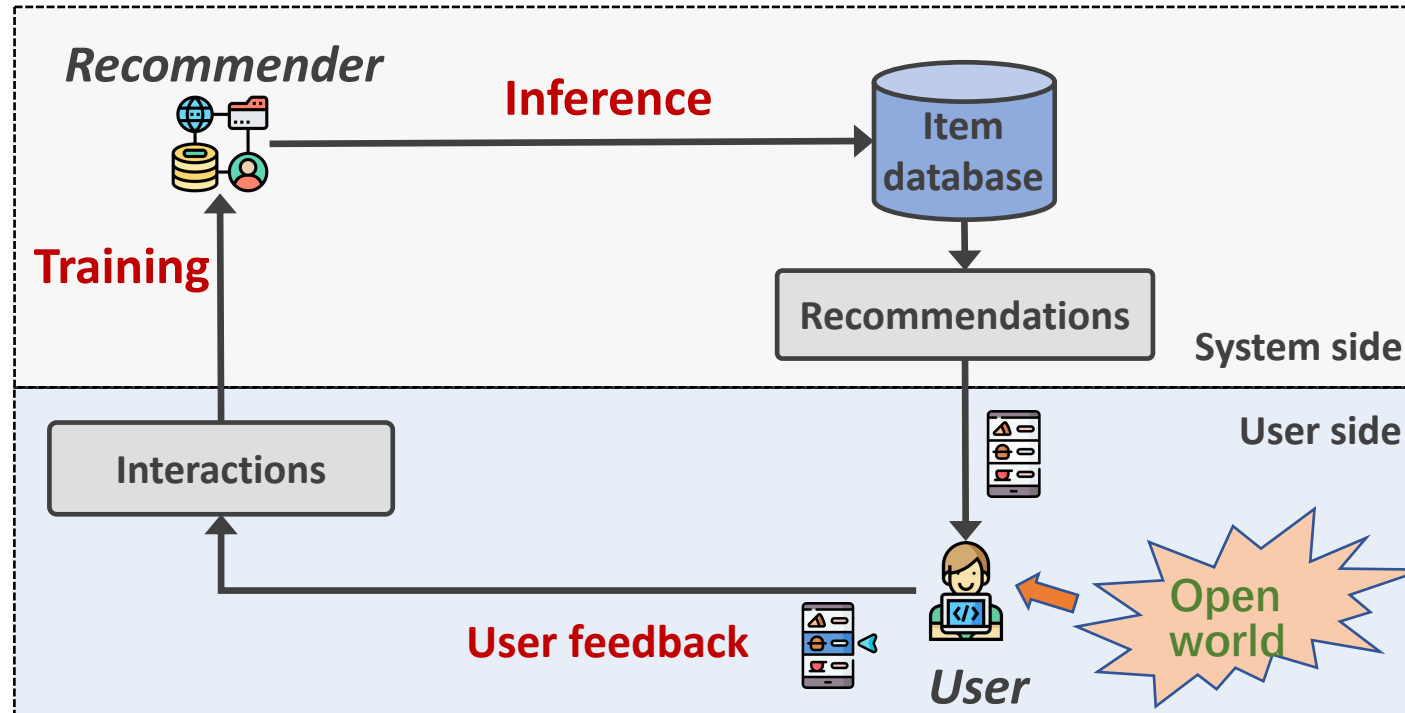 Recommender
Inference
Item
database
Training
Recommendations
System side
User side
Interactions
</>
Open
world
User feedback
User